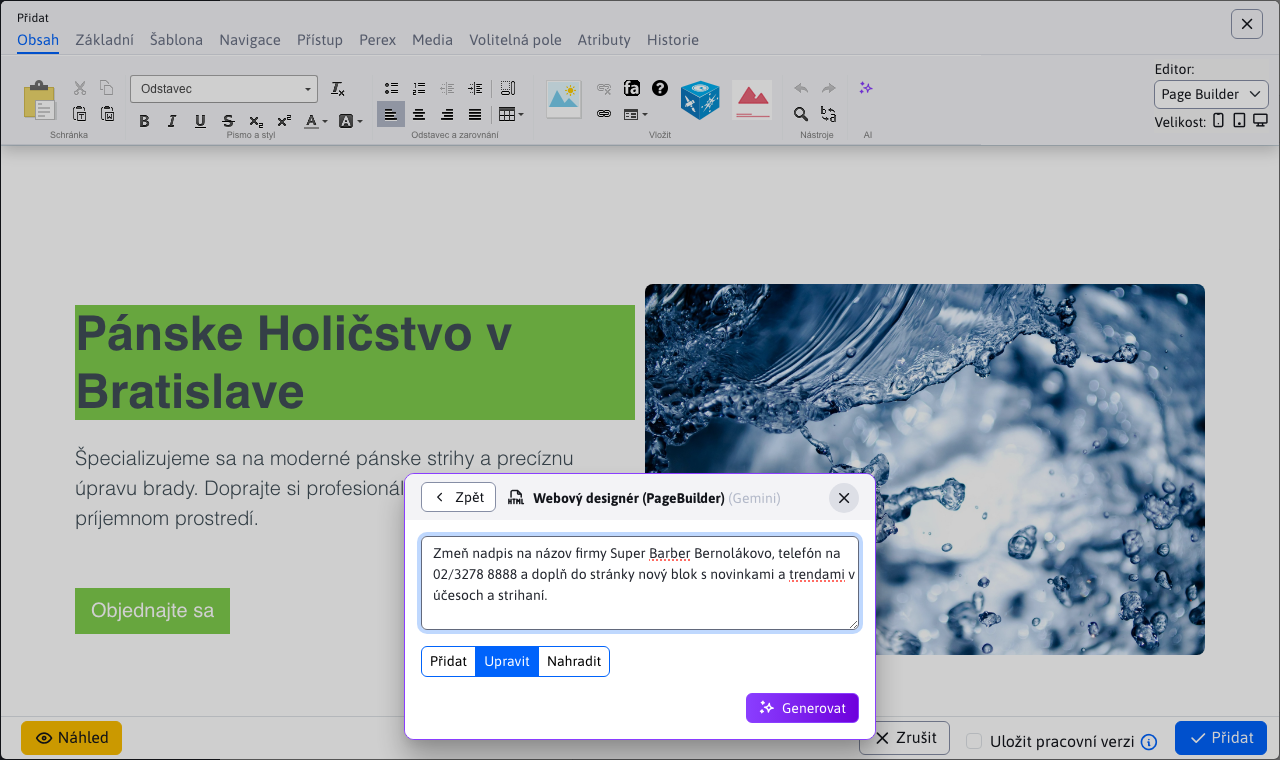 Přidat
Obsah Základní Šablona Navigace Přístup Perex Media Volitelná pole Atributy Historie
Odstavec
Schránka
Pismo a styl
Odstavec a zarovnání
Vložit
Nástroje
AI
Editor:
Page Builder
Velikost:
Pánske Holičstvo v
Bratislave
Špecializujeme sa na moderné pánske strihy a precíznu
úpravu brady. Doprajte si profesionál
príjemnom prostredí.
Objednajte sa
Zpět
HTML
Webový designér (PageBuilder) (Gemini)
Zmeň nadpis na názov firmy Super Barber Bernolákovo, telefón na
02/3278 8888 a doplň do stránky nový blok s novinkami a trendami v
účesoch a strihaní.
Přidat Upravit Nahradit
Generovat
Náhled
Zrušit
Uložit pracovní verzi
Přidat